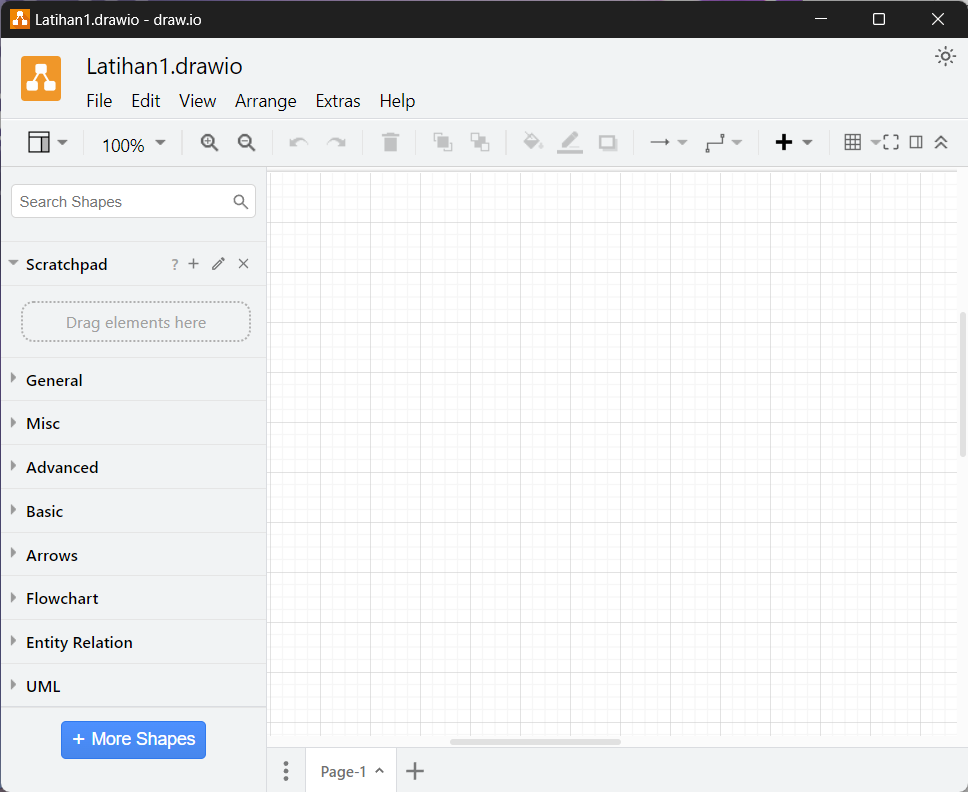 Latihan1.drawio - draw.io
Latihan1.drawio
File Edit View Arrange Extras Help
100%
Search Shapes
Scratchpad ?
Drag elements here
General
Misc
Advanced
Basic
Arrows
Flowchart
Entity Relation
UML
+ More Shapes
Page-1